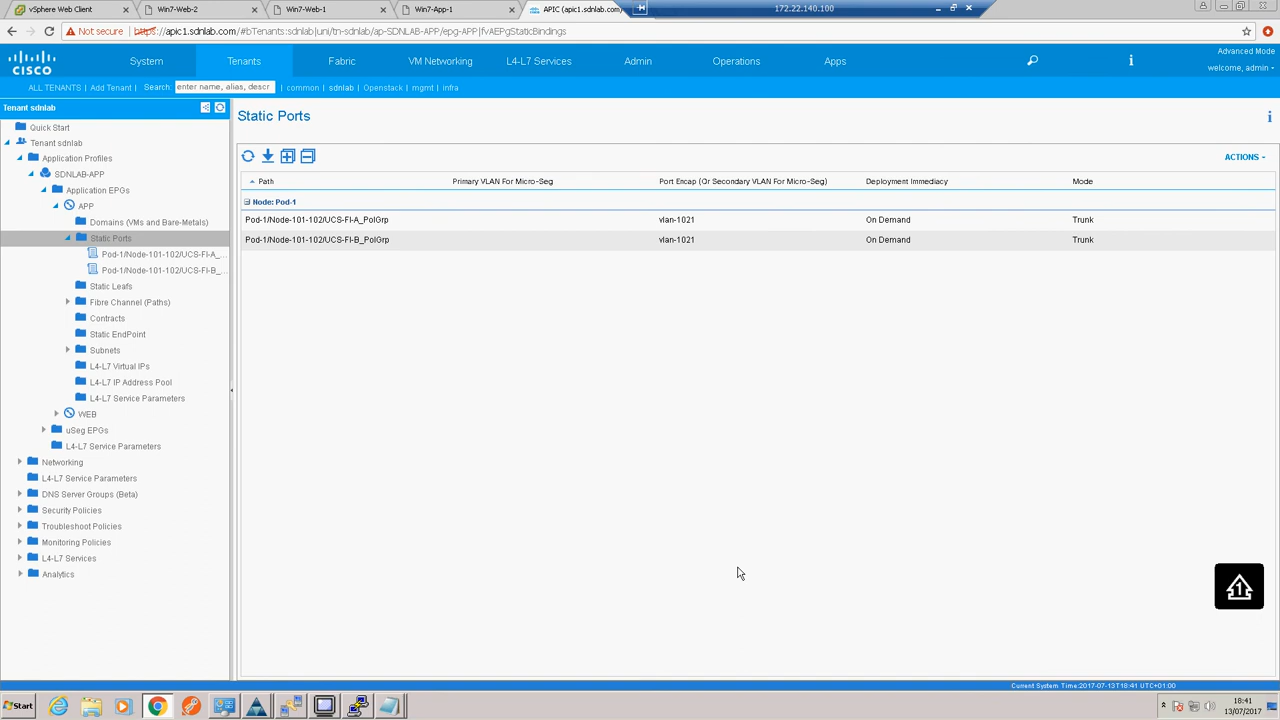 vSphere Web Client
Win7-Web-2
Win7-Web-1
Win7-App-1
APIC (apic1.sdnlab.com)
172.22.140.100
Not secure
https://apic1.sdnlab.com/#bTenants:sdnlab|uni/tn-sdnlab/ap-SDNLAB-APP/epg-APP|fvAEPgStaticBindings
CISCO
System
Tenants
Fabric
VM Networking
L4-L7 Services
Admin
Operations
Apps
i
Advanced Mode
welcome, admin
ALL TENANTS | Add Tenant | Search: enter name, alias, descr | common | sdnlab | Openstack | mgmt | infra
Tenant sdnlab
Quick Start
Tenant sdnlab
Application Profiles
SDNLAB-APP
Application EPGs
APP
Domains (VMs and Bare-Metals)
Static Ports
Pod-1/Node-101-102/UCS-FI-A_...
Pod-1/Node-101-102/UCS-FI-B_...
Static Leafs
Fibre Channel (Paths)
Contracts
Static EndPoint
Subnets
L4-L7 Virtual IPs
L4-L7 IP Address Pool
L4-L7 Service Parameters
WEB
uSeg EPGs
L4-L7 Service Parameters
Networking
L4-L7 Service Parameters
DNS Server Groups (Beta)
Security Policies
Troubleshoot Policies
Monitoring Policies
L4-L7 Services
Analytics
Static Ports
i
ACTIONS
Path Primary VLAN For Micro-Seg Port Encap (Or Secondary VLAN For Micro-Seg) Deployment Immediacy Mode
Node: Pod-1
Pod-1/Node-101-102/UCS-FI-A_PolGrp vlan-1021 On Demand Trunk
Pod-1/Node-101-102/UCS-FI-B_PolGrp vlan-1021 On Demand Trunk
1
Current System Time:2017-07-13T18:41 UTC+01:00
Start
18:41
13/07/2017